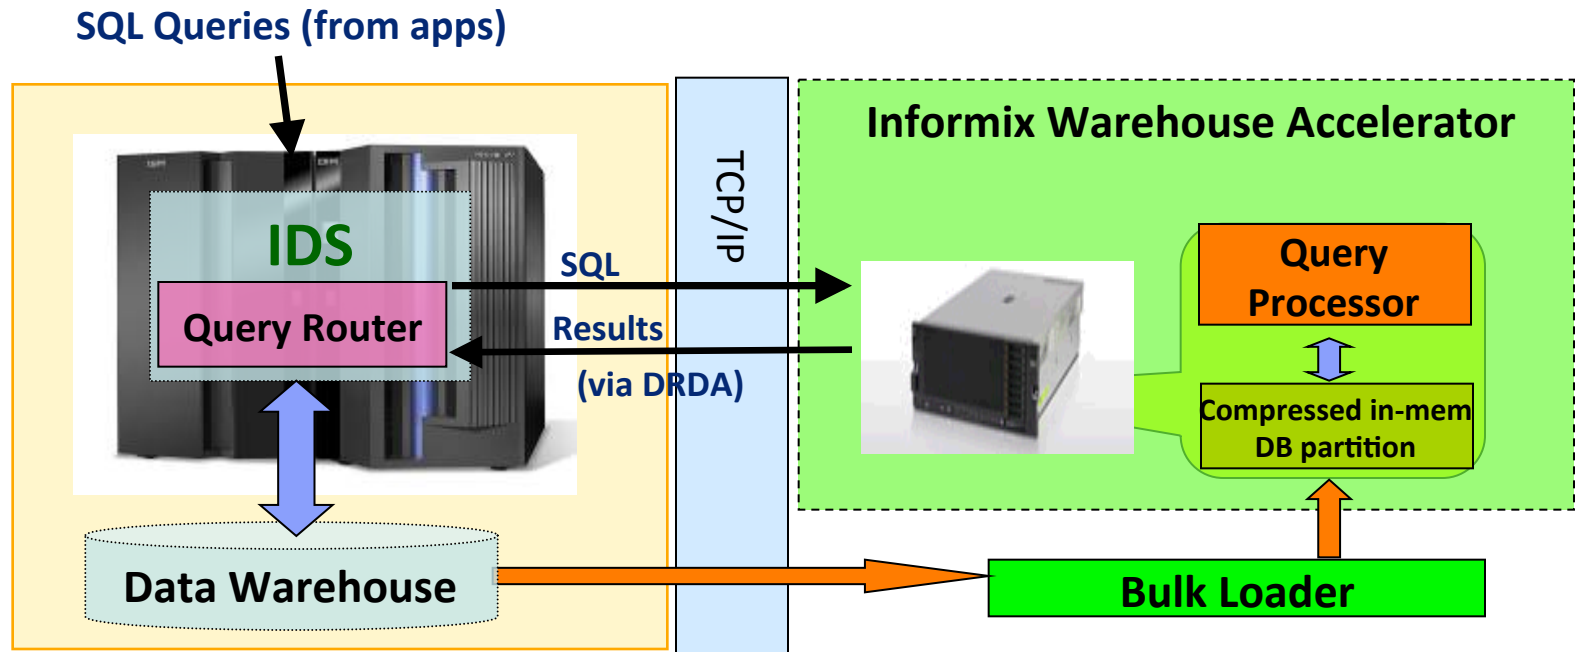 SQL Queries (from apps)
Informix Warehouse Accelerator
TCP/IP
IDS
Query Router
SQL
Results
(via DRDA)
Query
Processor
Compressed in-mem
DB partition
Data Warehouse
Bulk Loader